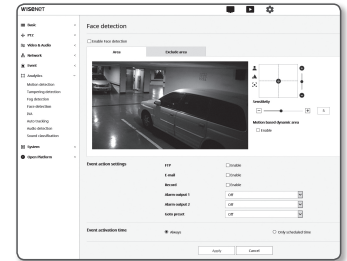 WISENET
Basic
PTZ
Video & Audio
Network
Event
Analytics
Motion detection
Tampering detection
Fog detection
Face detection
IVA
Auto tracking
Audio detection
Sound classification
System
Open Platform
Face detection
Enable Face detection
Area
Exclude area
Sensitivity
5
Motion based dynamic area
Enable
Event action settings
FTP
Enable
E-mail
Enable
Record
Enable
Alarm output 1
Off
Alarm output 2
Off
Goto preset
Off
Event activation time
Always
Only scheduled time
Apply
Cancel